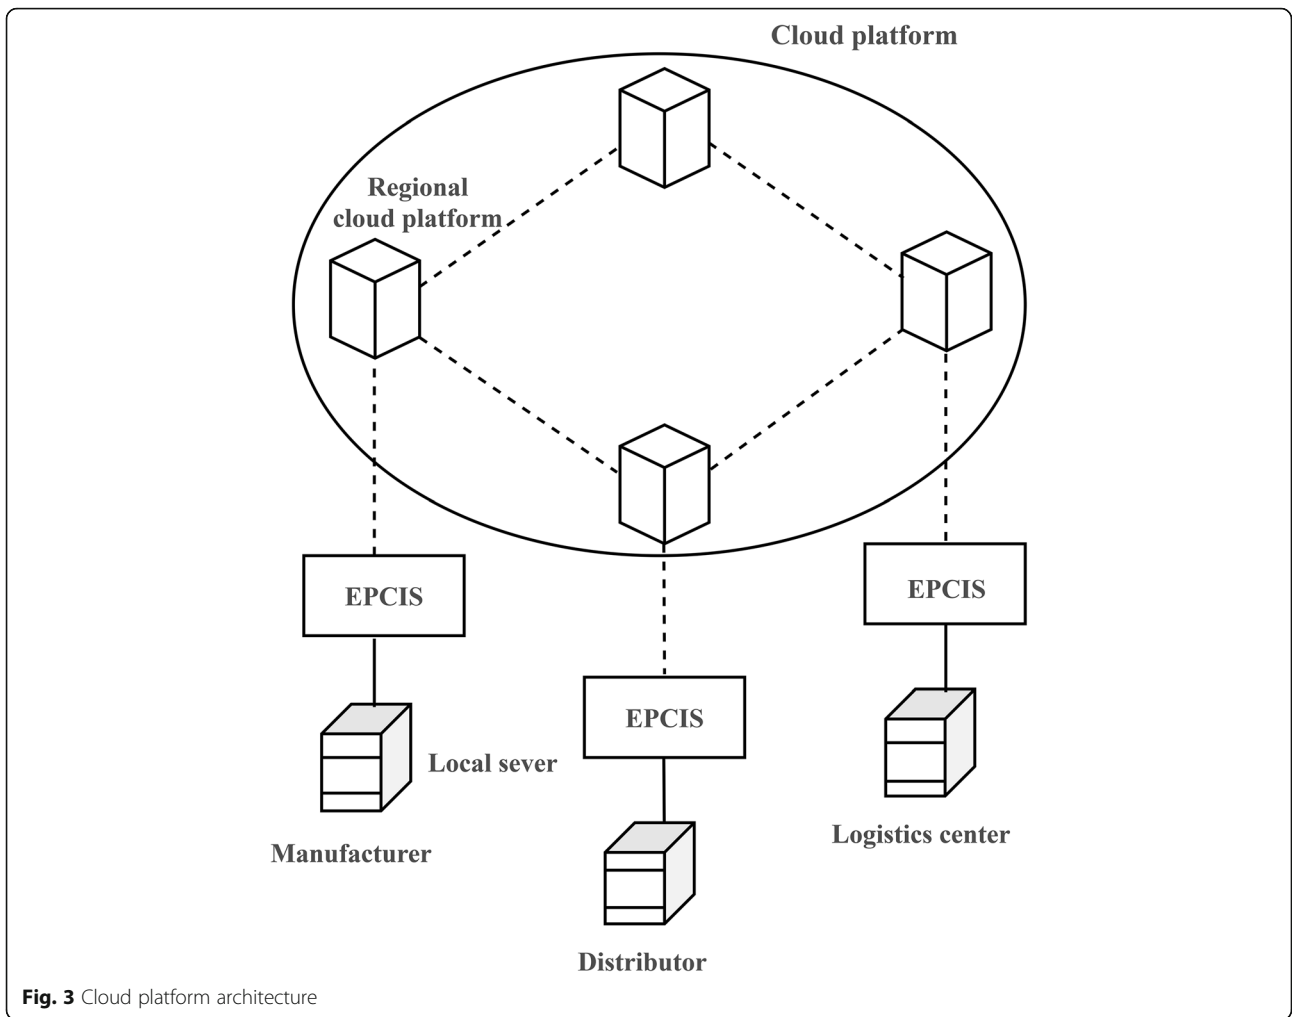 Cloud platform
Regional
cloud platform
EPCIS
EPCIS
EPCIS
Local sever
Logistics center
Manufacturer
Distributor
Fig. 3 Cloud platform architecture